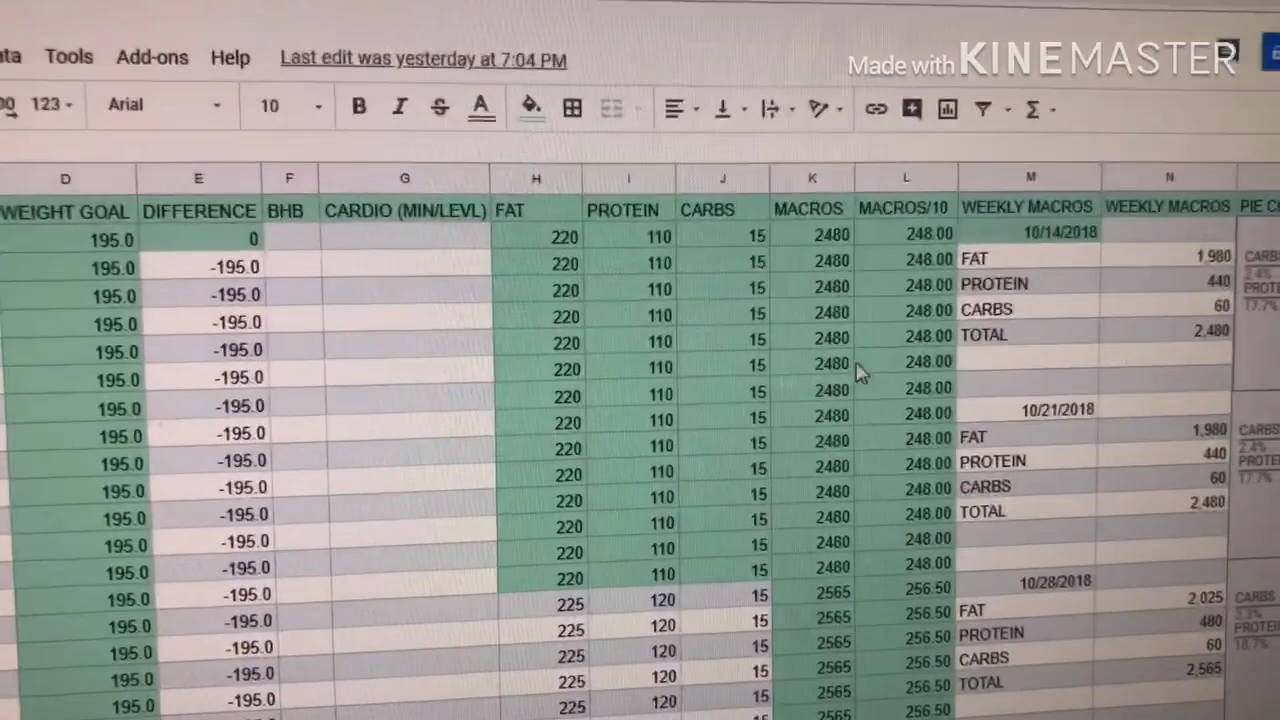 Tools Add-ons Help Last edit was yesterday at 7:04 PM
Made with KINEMASTER
123 Arial 10 B I S A
D E F G H I J K L M N
WEIGHT GOAL DIFFERENCE BHB CARDIO (MIN/LEVL) FAT PROTEIN CARBS MACROS MACROS/10 WEEKLY MACROS WEEKLY MACROS
195.0 0 220 110 15 2480 248.00 10/14/2018
195.0 -195.0 220 110 15 2480 248.00 FAT 1,980
195.0 -195.0 220 110 15 2480 248.00 PROTEIN 440
195.0 -195.0 220 110 15 2480 248.00 CARBS 60
195.0 -195.0 220 110 15 2480 248.00 TOTAL 2,480
195.0 -195.0 220 110 15 2480 248.00
195.0 -195.0 220 110 15 2480 248.00
195.0 -195.0 220 110 15 2480 248.00 10/21/2018
195.0 -195.0 220 110 15 2480 248.00 FAT 1,980
195.0 -195.0 220 110 15 2480 248.00 PROTEIN 440
195.0 -195.0 220 110 15 2480 248.00 CARBS 60
195.0 -195.0 220 110 15 2480 248.00 TOTAL 2,480
195.0 -195.0 220 110 15 2480 248.00
195.0 -195.0 220 110 15 2480 248.00
195.0 -195.0 225 120 15 2565 256.50 10/28/2018
195.0 -195.0 225 120 15 2565 256.50 FAT 2,025
195.0 -195.0 225 120 15 2565 256.50 PROTEIN 480
195.0 -195.0 225 120 15 2565 256.50 CARBS 60
195.0 225 120 15 2565 256.50 TOTAL 2,565